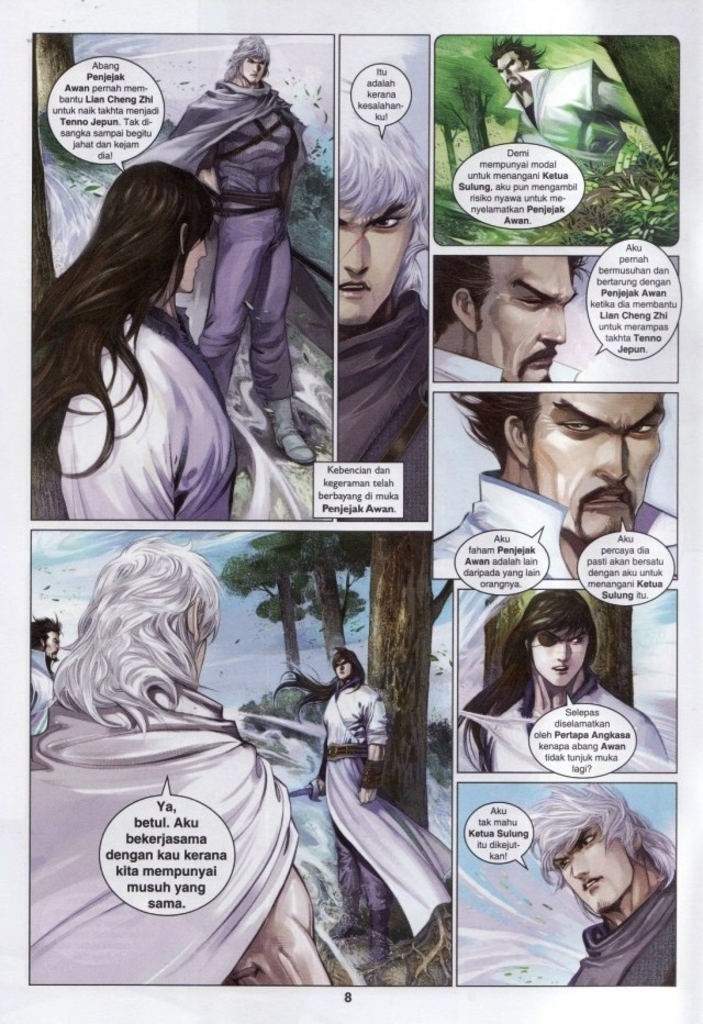 Abang
Penjejak
Awan pernah mem-
bantu Lian Cheng Zhi
untuk naik takhta menjadi
Tenno Jepun. Tak di-
sangka sampai begitu
jahat dan kejam
dia!
Itu
adalah
kerana
kesalahan-
ku!
Kebencian dan
kegeraman telah
berbayang di muka
Penjejak Awan.
Demi
mempunyai modal
untuk menangani Ketua
Sulung, aku pun mengambil
risiko nyawa untuk me-
nyelamatkan Penjejak
Awan.
Aku
pernah
bermusuhan dan
bertarung dengan
Penjejak Awan
ketika dia membantu
Lian Cheng Zhi
untuk merampas
takhta Tenno
Jepun.
Aku
faham Penjejak
Awan adalah lain
daripada yang lain
orangnya.
Aku
percaya dia
pasti akan bersatu
dengan aku untuk
menangani Ketua
Sulung itu.
Ya,
betul. Aku
bekerjasama
dengan kau kerana
kita mempunyai
musuh yang
sama.
Selepas
diselamatkan
oleh Pertapa Angkasa
kenapa abang Awan
tidak tunjuk muka
lagi?
Aku
tak mahu
Ketua Sulung
itu dikejut-
kan!
8